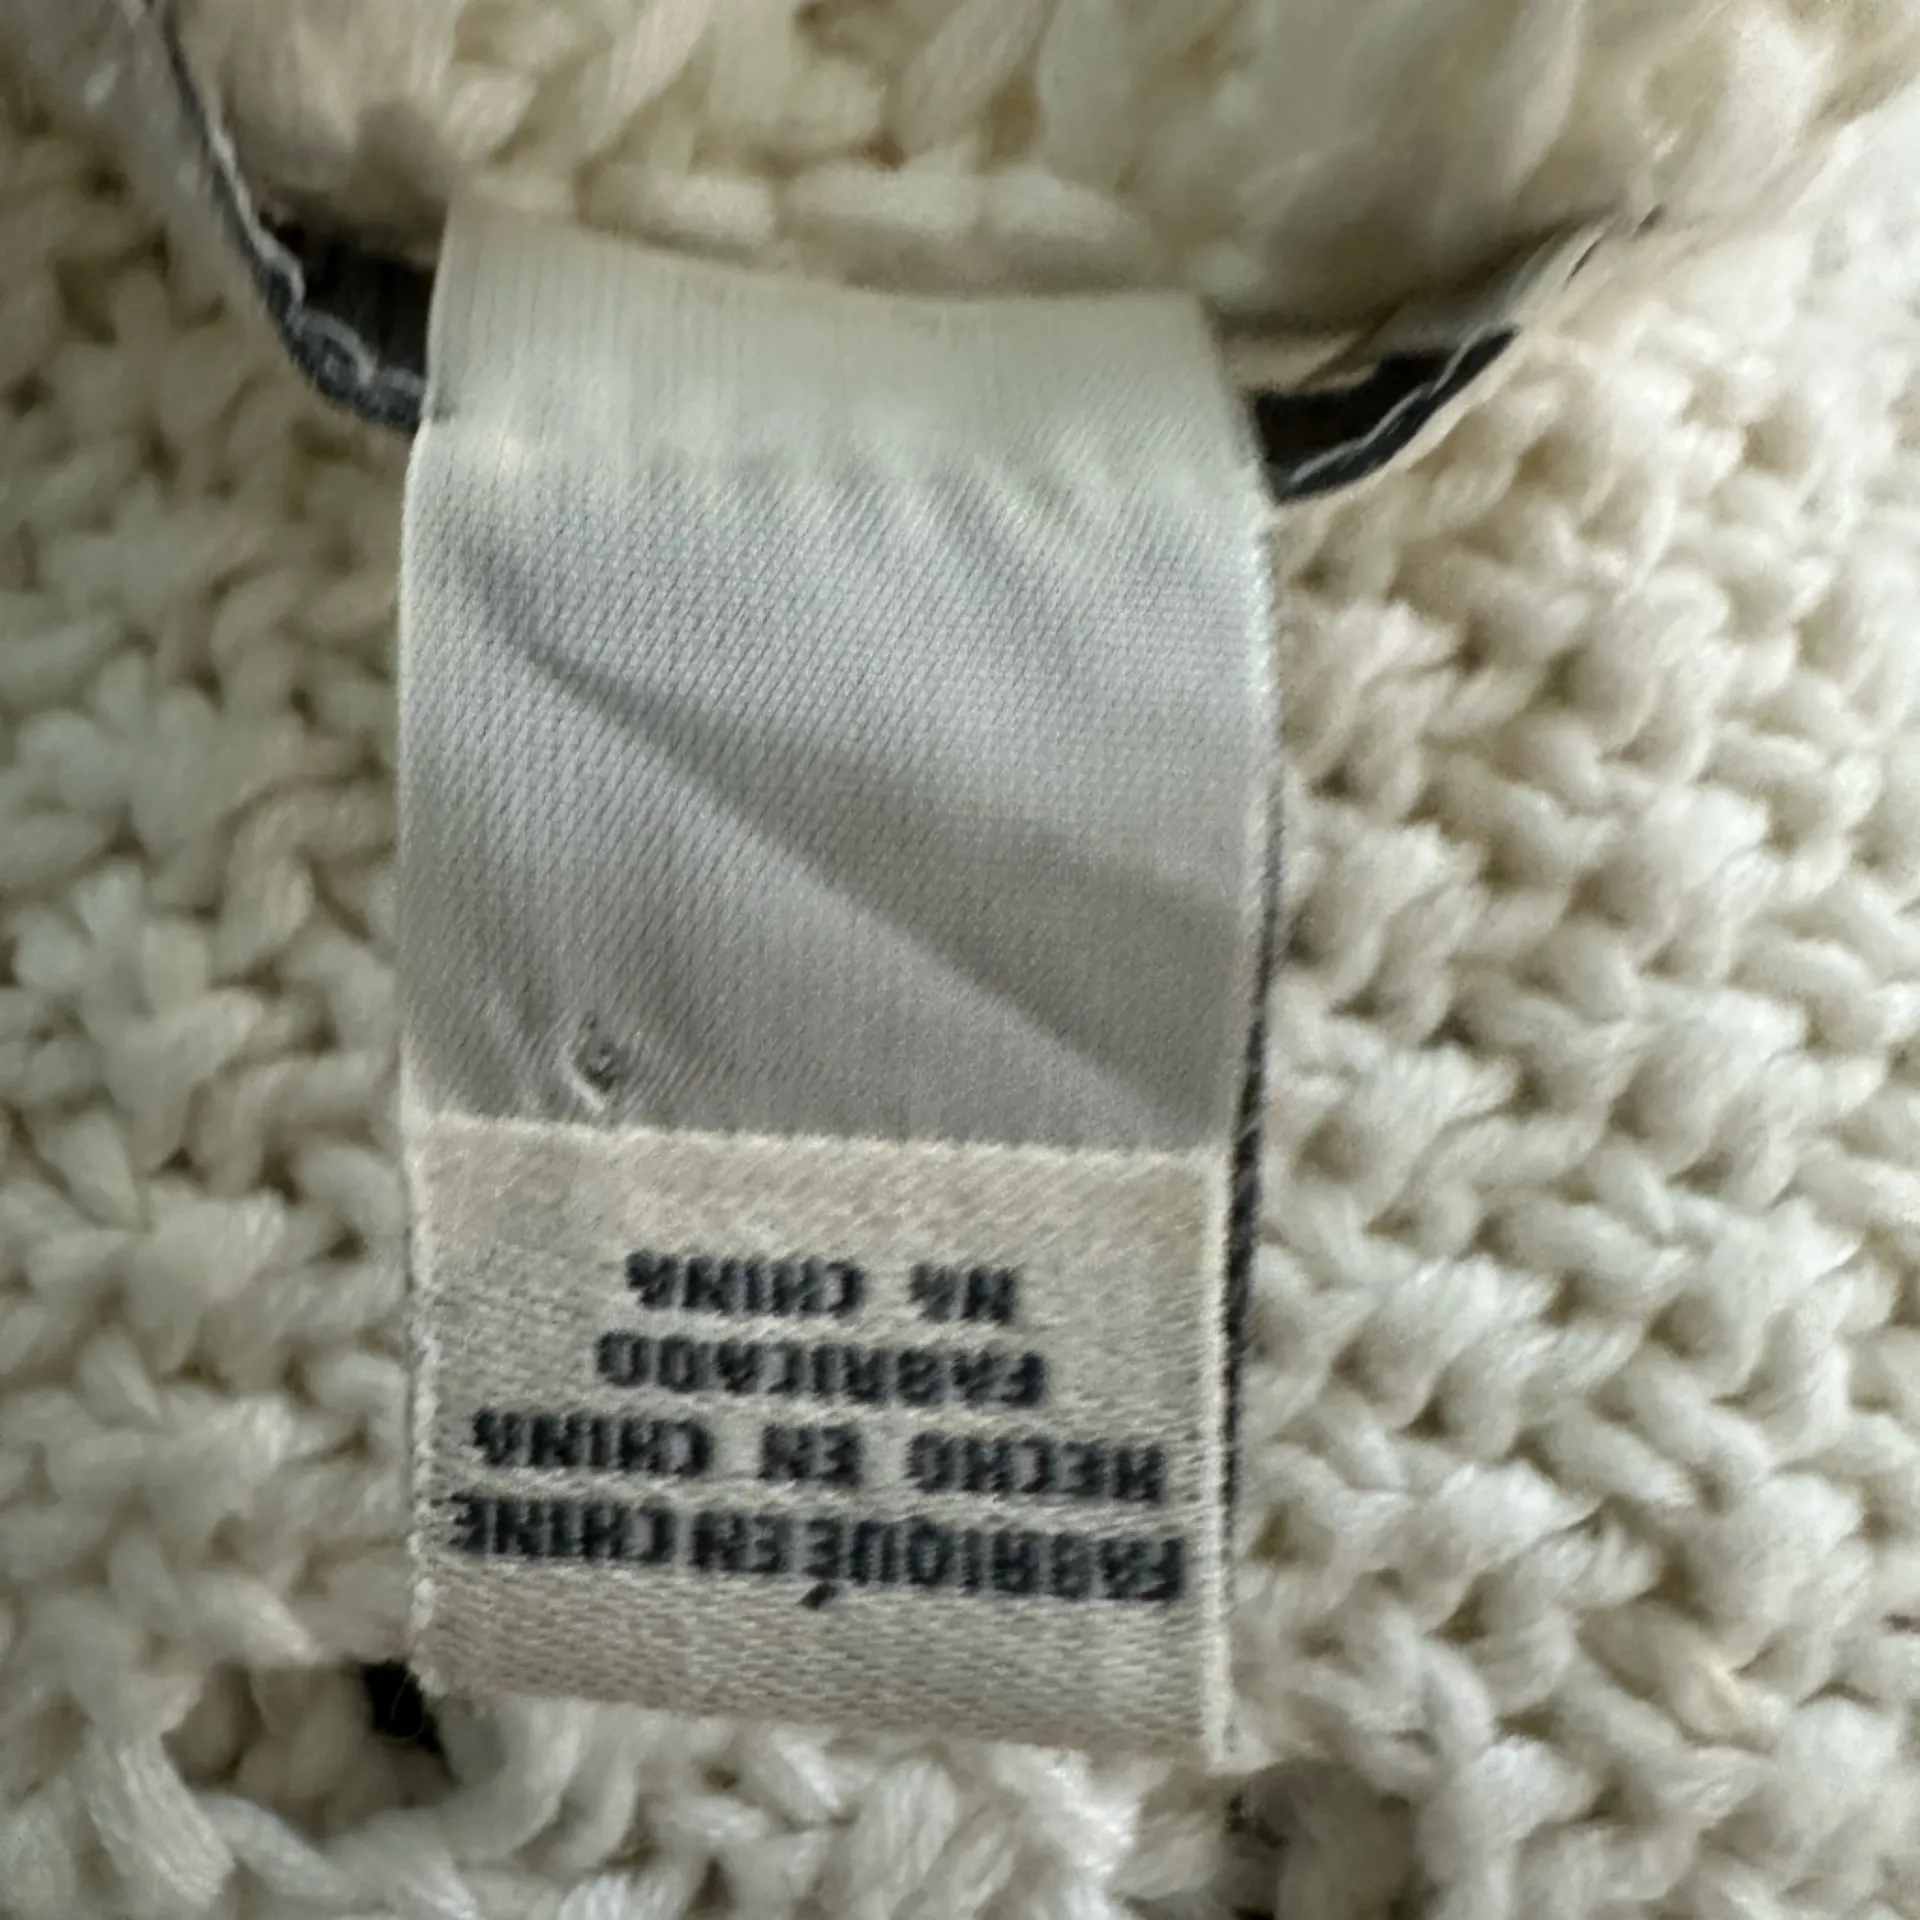 FABRIQUÉ EN CHINE
HECHO EN CHINA
FABRICADO
NA CHINA